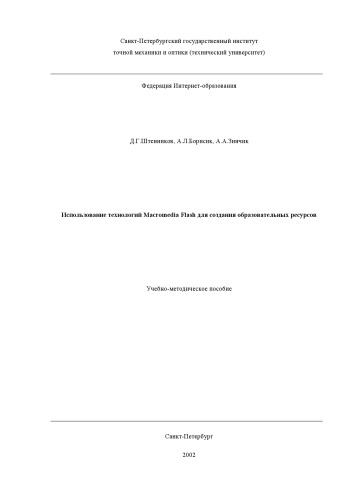 Санкт-Петербургский государственный институт
точной механики и оптики (технический университет)
Федерация Интернет-образования
Д.Г.Штенников, А.Л.Борисик, А.А.Зинчик
Использование технологий Macromedia Flash для создания образовательных ресурсов
Учебно-методическое пособие
Санкт-Петербург
2002